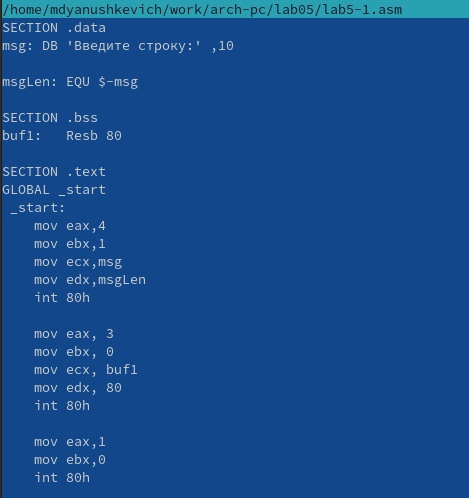 /home/mdyanushkevich/work/arch-pc/lab05/lab5-1.asm
SECTION .data
msg: DB 'Введите строку:' ,10
msgLen: EQU $-msg
SECTION .bss
buf1:   Resb 80
SECTION .text
GLOBAL _start
 _start:
    mov eax,4
    mov ebx,1
    mov ecx,msg
    mov edx,msgLen
    int 80h
    mov eax, 3
    mov ebx, 0
    mov ecx, buf1
    mov edx, 80
    int 80h
    mov eax,1
    mov ebx,0
    int 80h